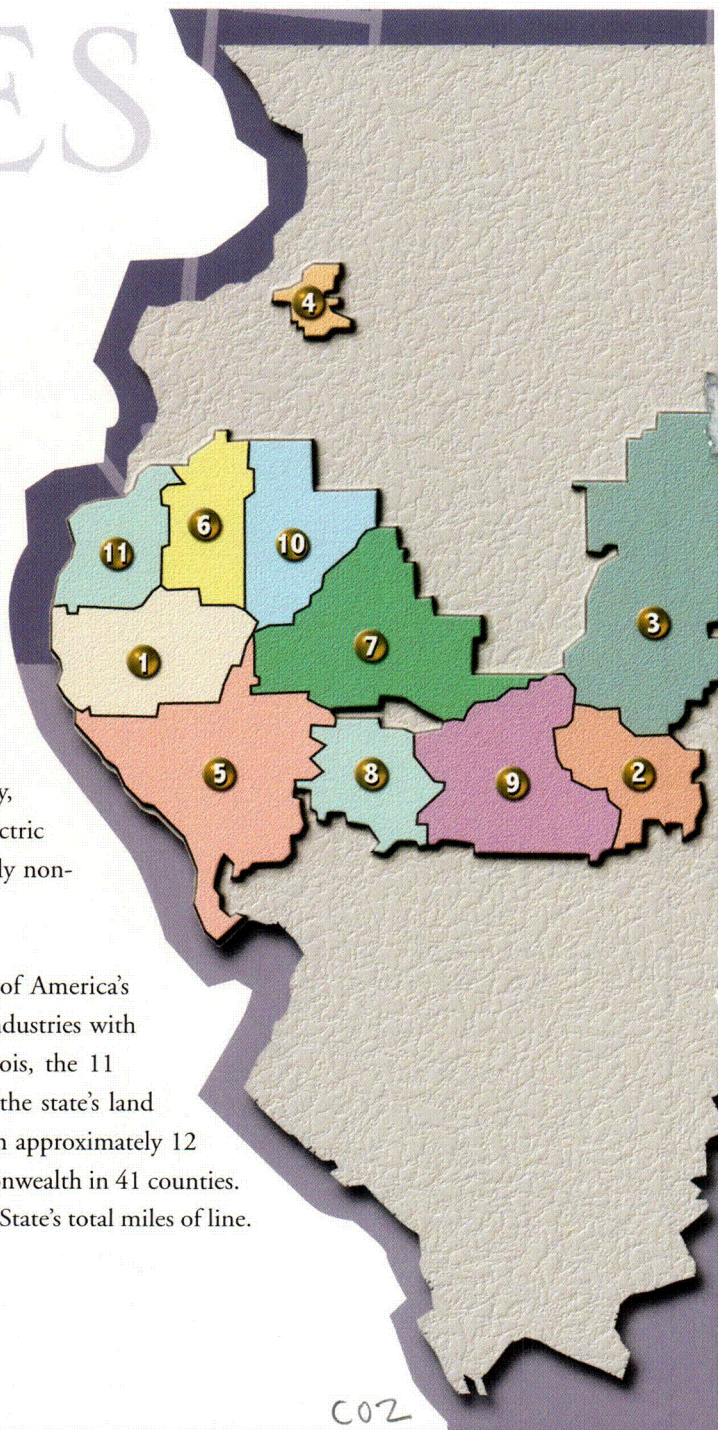 ES
4
6
11
10
3
7
1
5
8
9
2
y,
ctric
ly non-
of America's
ndustries with
ois, the 11
the state's land
n approximately 12
nwealth in 41 counties.
State's total miles of line.
CO2